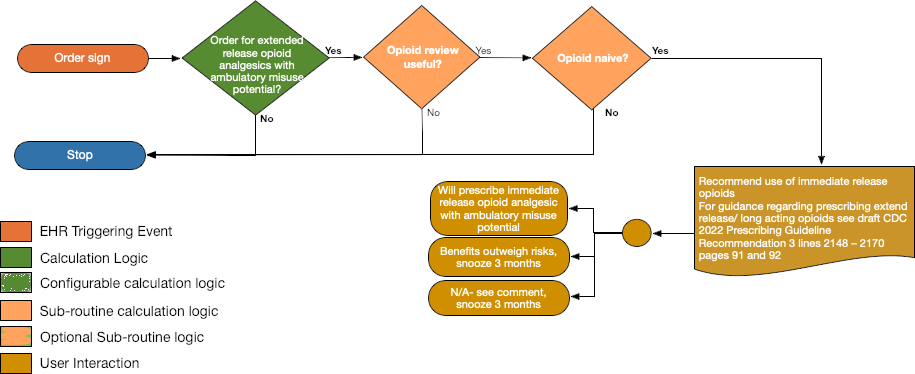 Order sign
Order for extended
release opioid
analgesics with
ambulatory misuse
potential?
Yes
No
Opioid review
useful?
Yes
No
Opioid naive?
Yes
No
Stop
Recommend use of immediate release
opioids
For guidance regarding prescribing extend
release/ long acting opioids see draft CDC
2022 Prescribing Guideline
Recommendation 3 lines 2148 – 2170
pages 91 and 92
Will prescribe immediate
release opioid analgesic
with ambulatory misuse
potential
Benefits outweigh risks,
snooze 3 months
N/A- see comment,
snooze 3 months
EHR Triggering Event
Calculation Logic
Configurable calculation logic
Sub-routine calculation logic
Optional Sub-routine logic
User Interaction